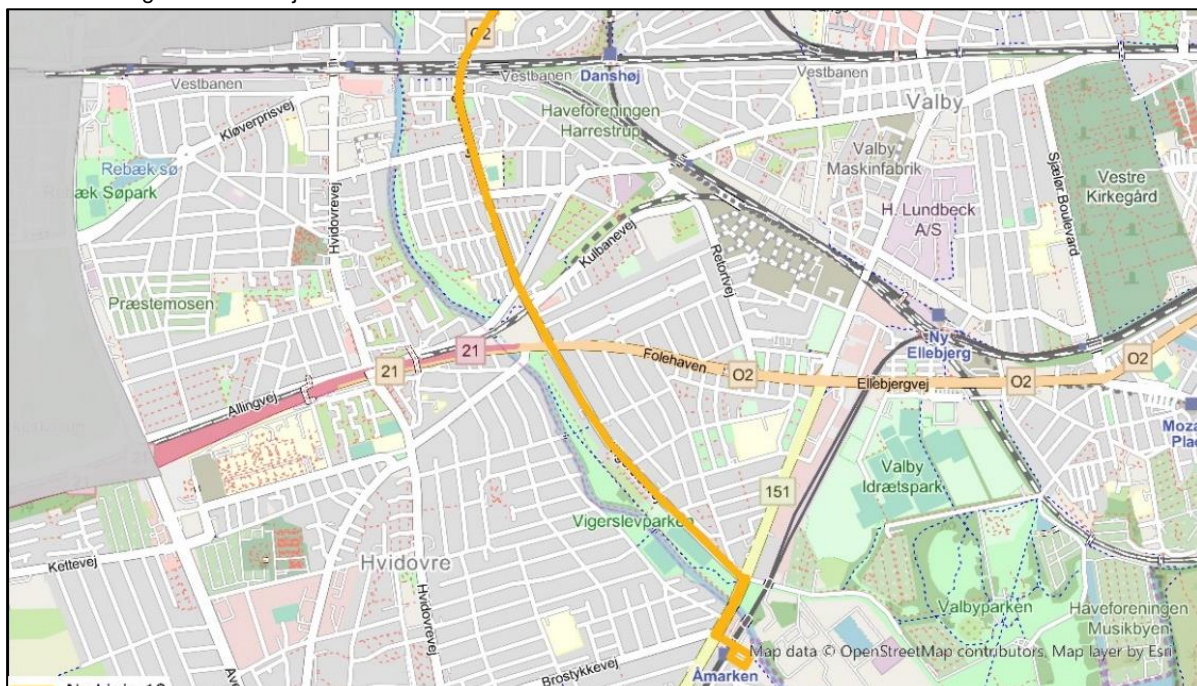 O2
Vestbanen
Vestbanen
Danshøj
Vestbanen
Kløverprisvej
Haveforeningen
Harrestrup
Valby
Rebæk sø
Rebæk Søpark
Hvidovrevej
Valby
Maskinfabrik
Sjælør Boulevard
Vestre
Kirkegård
H. Lundbeck
A/S
Kulbanevej
Retortvej
Præstemosen
21
21
Folehaven
O2
Ny
Ellebjerg
Ellebjergvej
O2
O2
Allingvej
Valby
Idrætspark
151
Vigerslevparken
Kettevej
Hvidovre
Hvidovrevej
Valbyparken
Haveforeningen
Musikbyen
Brostykkevej
Åmarken
Map data © OpenStreetMap contributors, Map layer by Esri